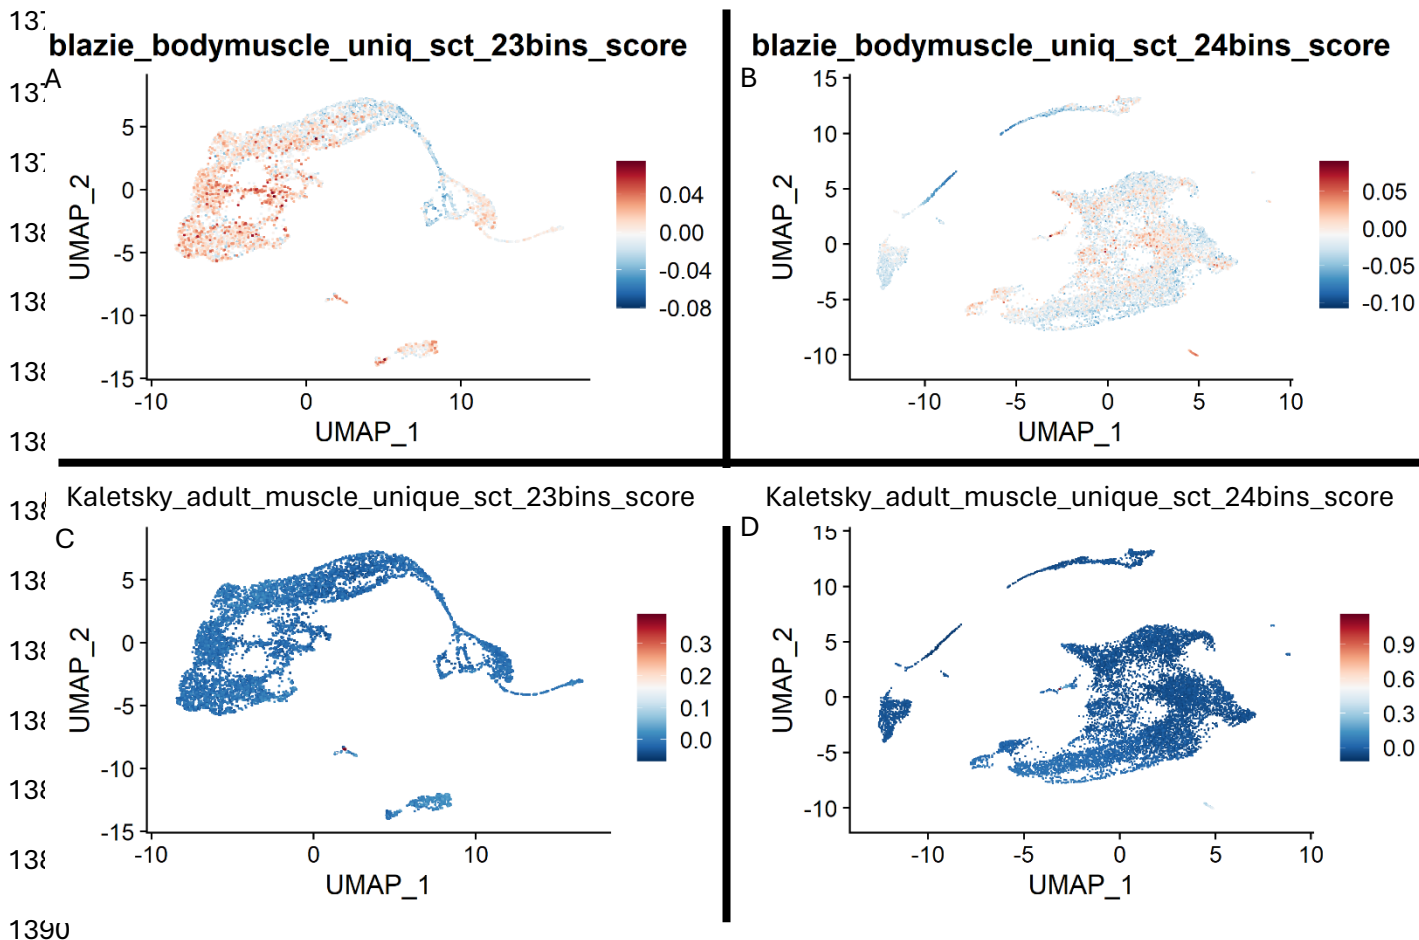 blazie_bodymuscle_uniq_sct_23bins_score
A
5
0
-5
-10
-15
UMAP_2
-10 0 10
UMAP_1
0.04
0.00
-0.04
-0.08
blazie_bodymuscle_uniq_sct_24bins_score
B
15
10
5
0
-5
-10
UMAP_2
-10 -5 0 5 10
UMAP_1
0.05
0.00
-0.05
-0.10
Kaletsky_adult_muscle_unique_sct_23bins_score
C
5
0
-5
-10
-15
UMAP_2
-10 0 10
UMAP_1
0.3
0.2
0.1
0.0
Kaletsky_adult_muscle_unique_sct_24bins_score
D
15
10
5
0
-5
-10
UMAP_2
-10 -5 0 5 10
UMAP_1
0.9
0.6
0.3
0.0
1390